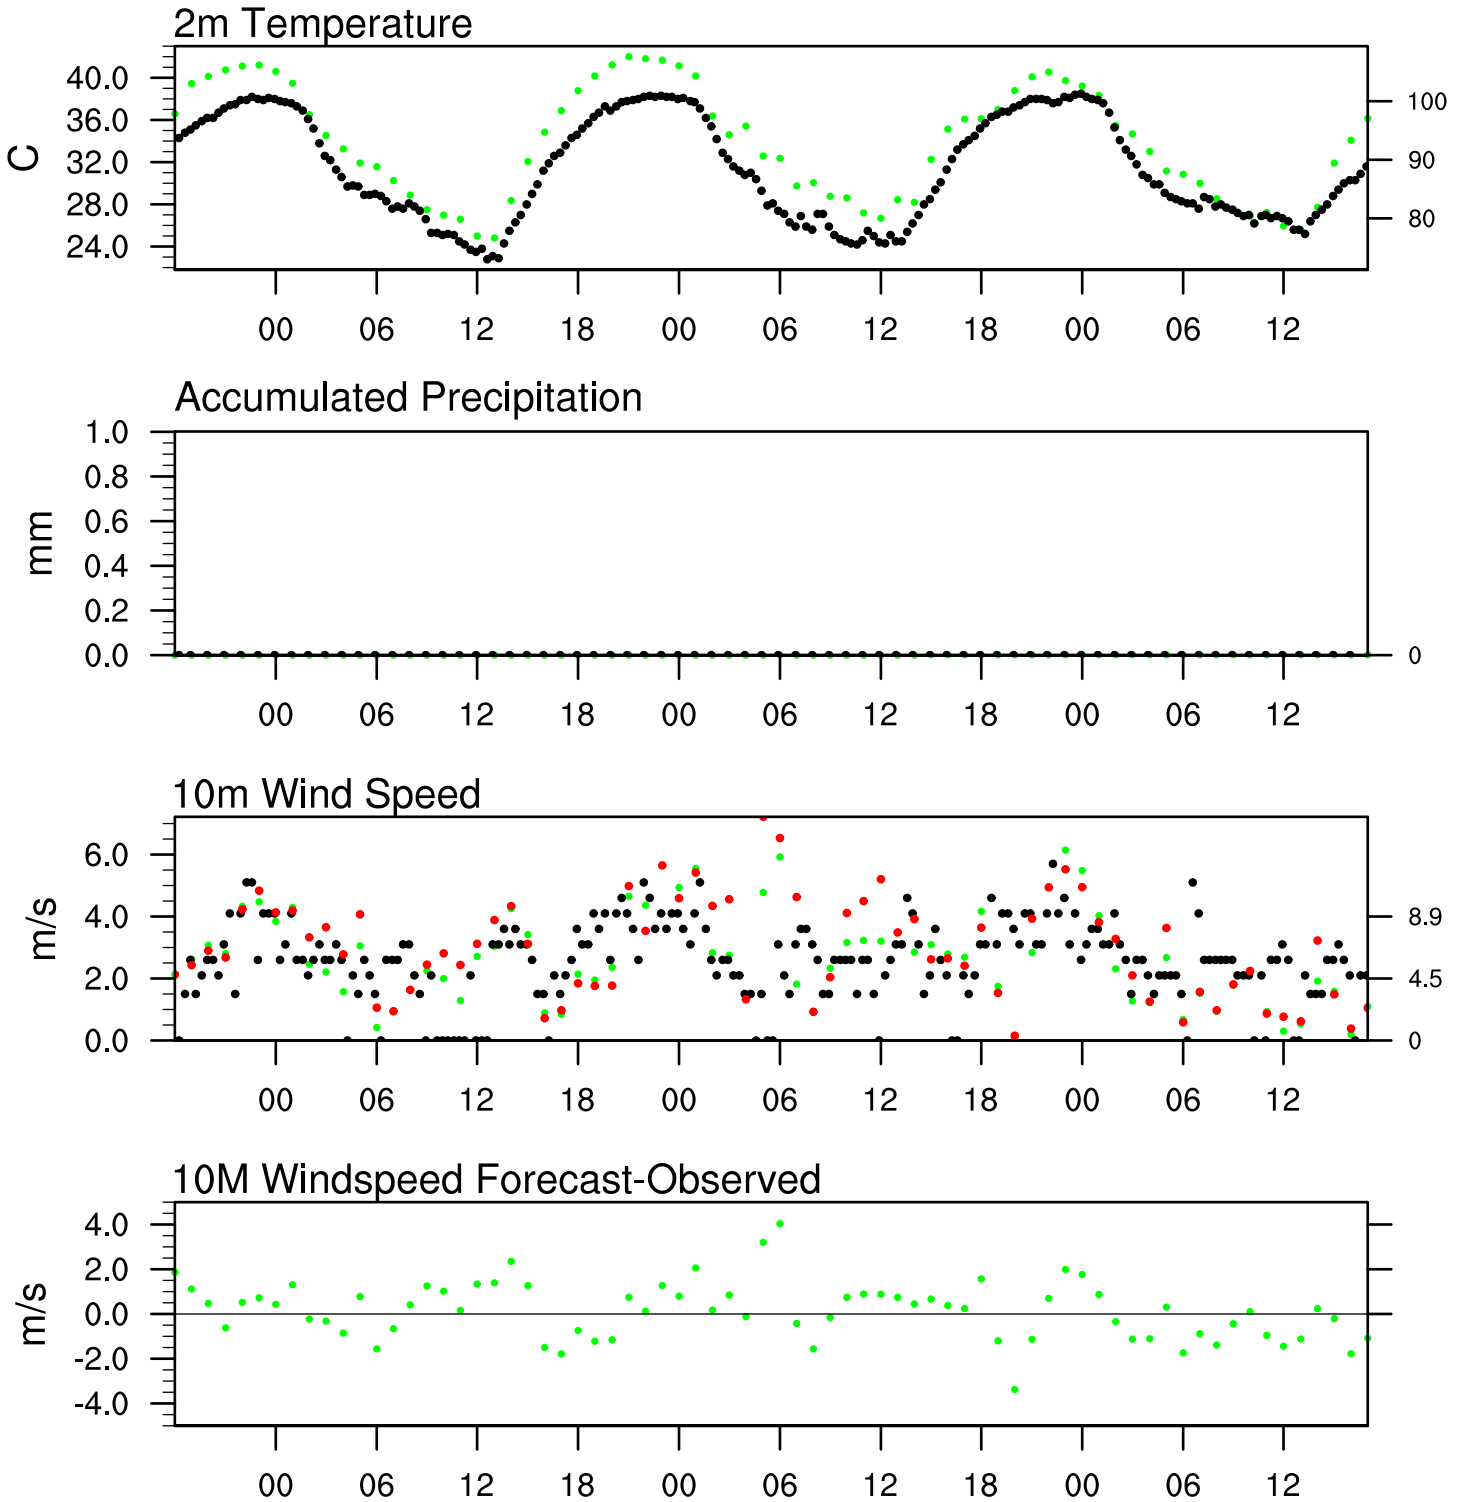 2m Temperature
40.0
36.0
32.0
28.0
24.0
C
100
90
80
00 06 12 18 00 06 12 18 00 06 12
Accumulated Precipitation
1.0
0.8
0.6
0.4
0.2
0.0
mm
0
00 06 12 18 00 06 12 18 00 06 12
10m Wind Speed
6.0
4.0
2.0
0.0
m/s
8.9
4.5
0
00 06 12 18 00 06 12 18 00 06 12
10M Windspeed Forecast-Observed
4.0
2.0
0.0
-2.0
-4.0
m/s
00 06 12 18 00 06 12 18 00 06 12